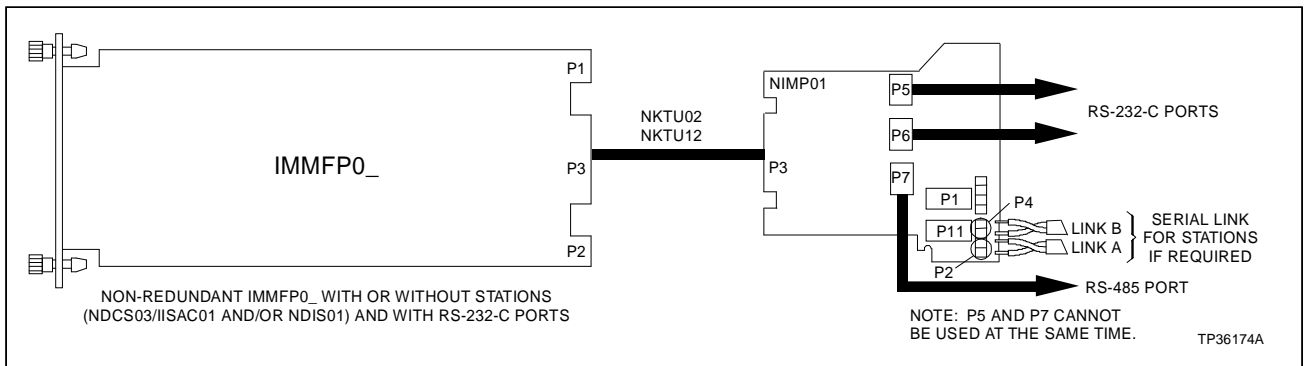 P1
NKTU02
NKTU12
IMMFP0_
P3
P2
NIMP01
P5
RS-232-C PORTS
P6
P3
P7
P1
P4
P11
LINK B
LINK A
SERIAL LINK
FOR STATIONS
IF REQUIRED
P2
RS-485 PORT
NON-REDUNDANT IMMFP0_ WITH OR WITHOUT STATIONS
(NDCS03/IISAC01 AND/OR NDIS01) AND WITH RS-232-C PORTS
NOTE: P5 AND P7 CANNOT
BE USED AT THE SAME TIME.
TP36174A